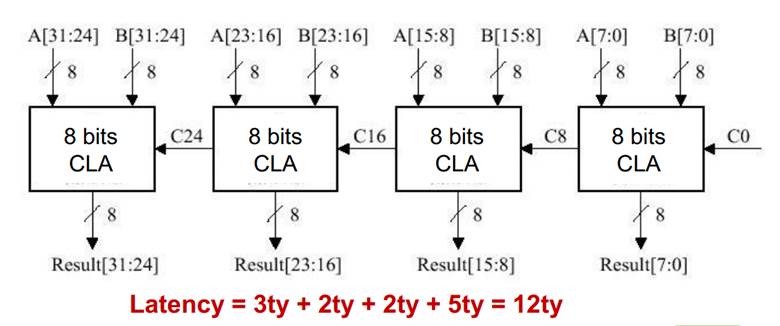 A[31:24] B[31:24] A[23:16] B[23:16] A[15:8] B[15:8] A[7:0] B[7:0]
8 8 8 8 8 8 8 8
8 bits CLA C24 8 bits CLA C16 8 bits CLA C8 8 bits CLA C0
8 8 8 8
Result[31:24] Result[23:16] Result[15:8] Result[7:0]
Latency = 3ty + 2ty + 2ty + 5ty = 12ty